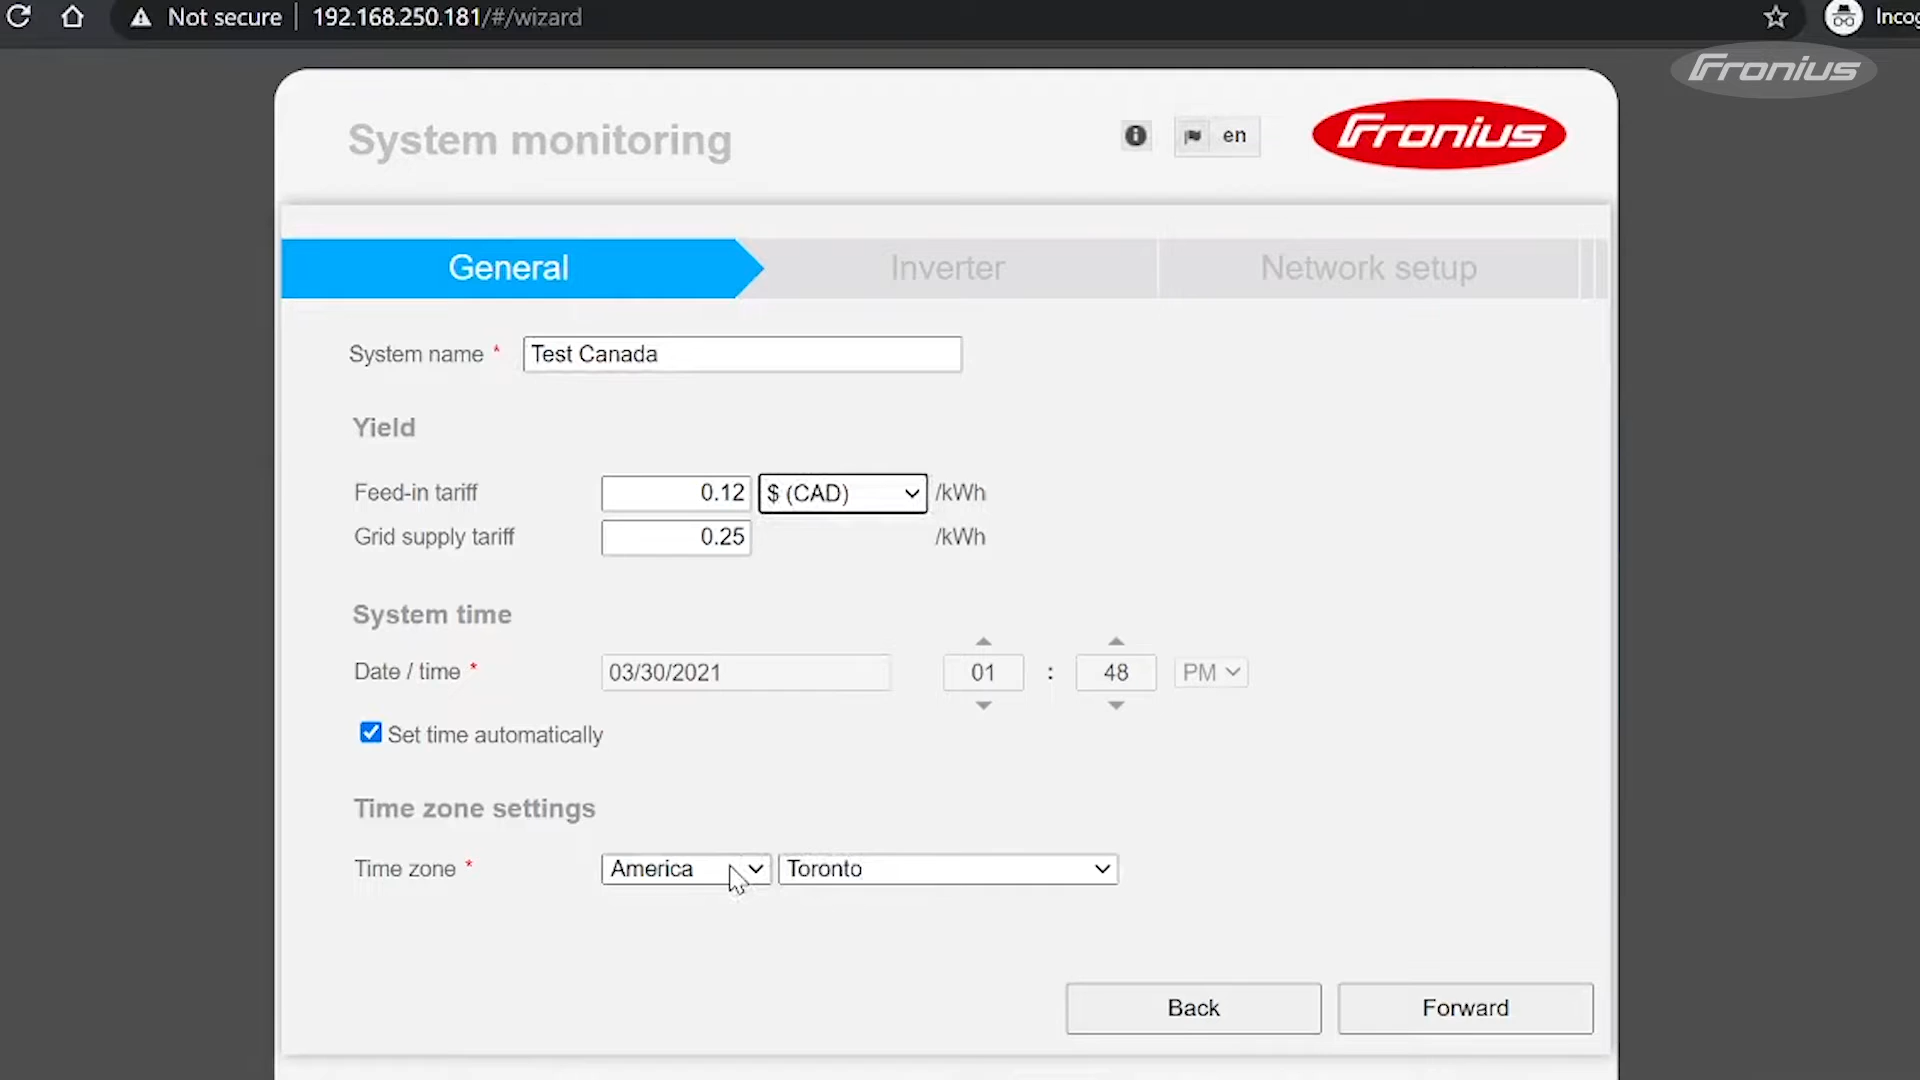 Not secure 192.168.250.181/#/wizard
Fronius
System monitoring en Fronius
General Inverter Network setup
System name * Test Canada
Yield
Feed-in tariff 0.12 $ (CAD) /kWh
Grid supply tariff 0.25 /kWh
System time
Date / time * 03/30/2021 01 : 48 PM
Set time automatically
Time zone settings
Time zone * America Toronto
Back Forward